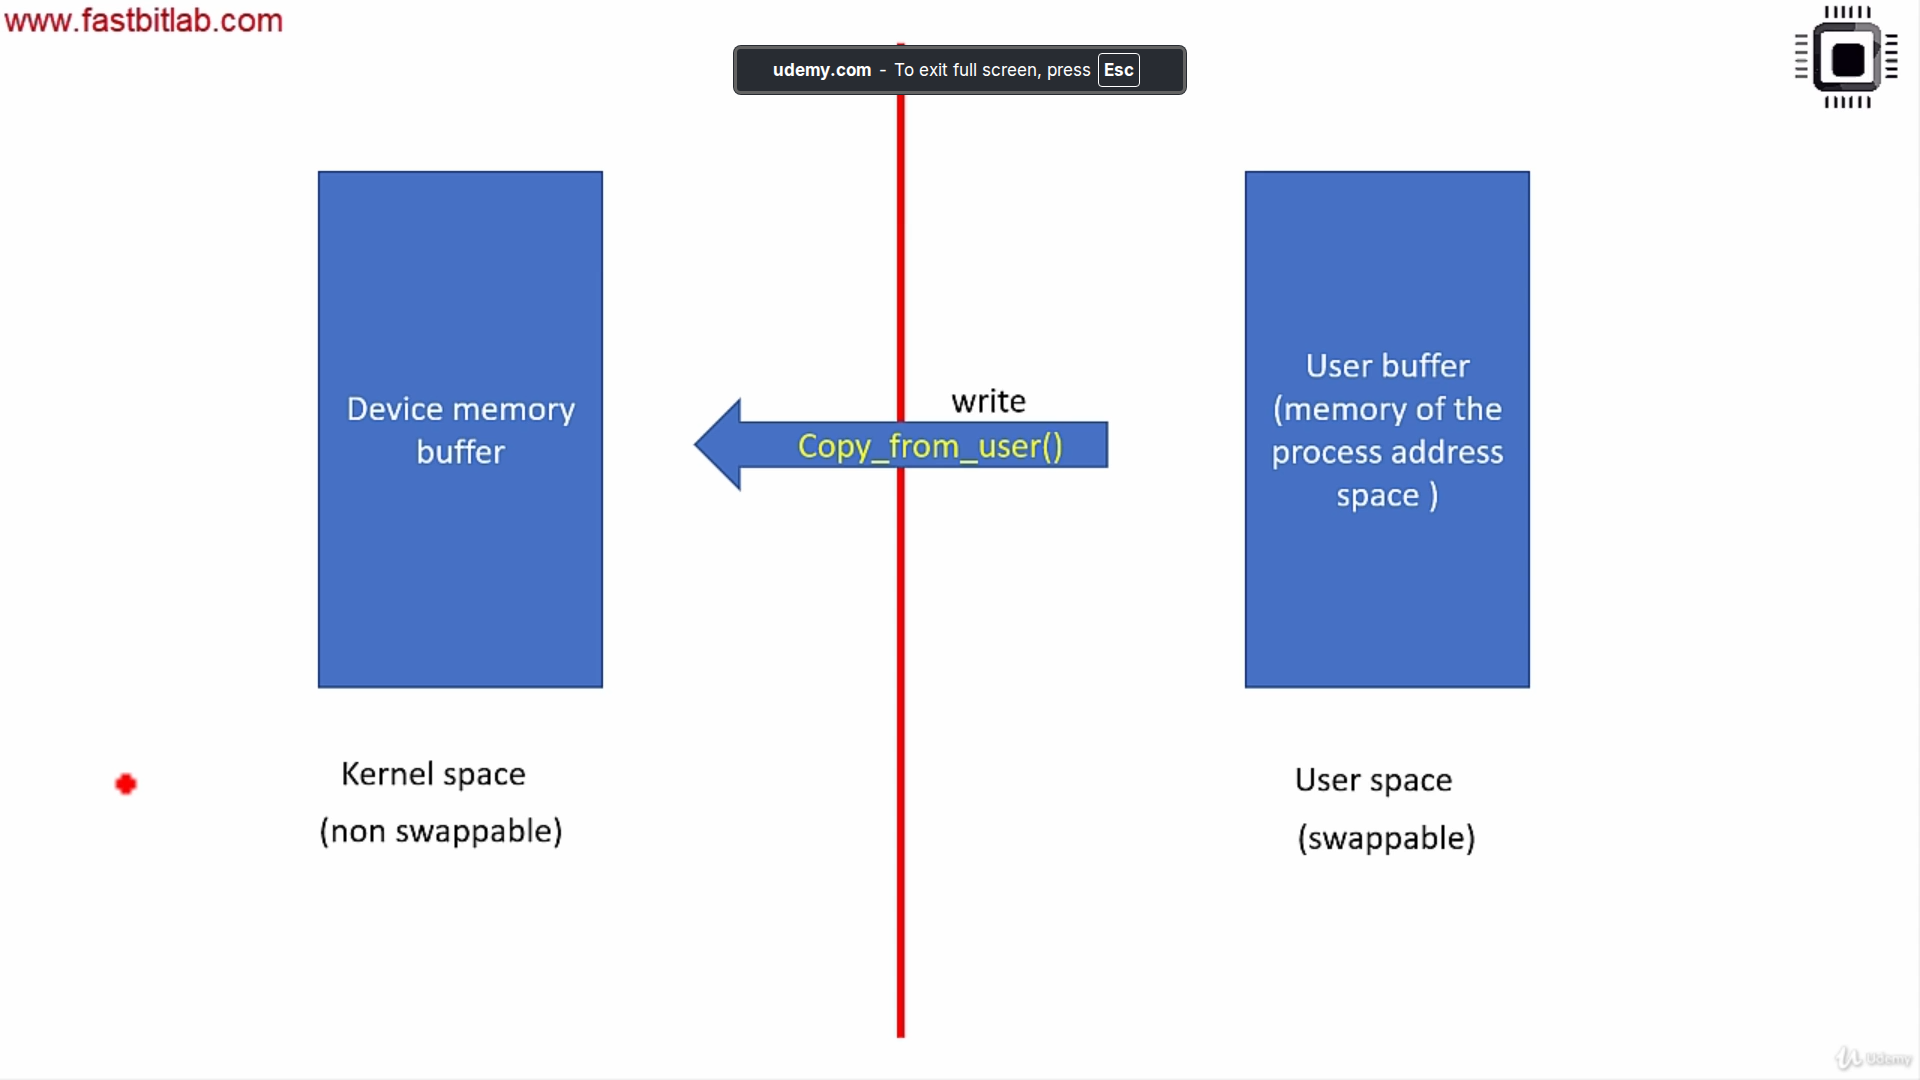 www.fastbitlab.com
udemy.com - To exit full screen, press Esc
Device memory
buffer
write
Copy_from_user()
User buffer
(memory of the
process address
space )
Kernel space
(non swappable)
User space
(swappable)
Udemy